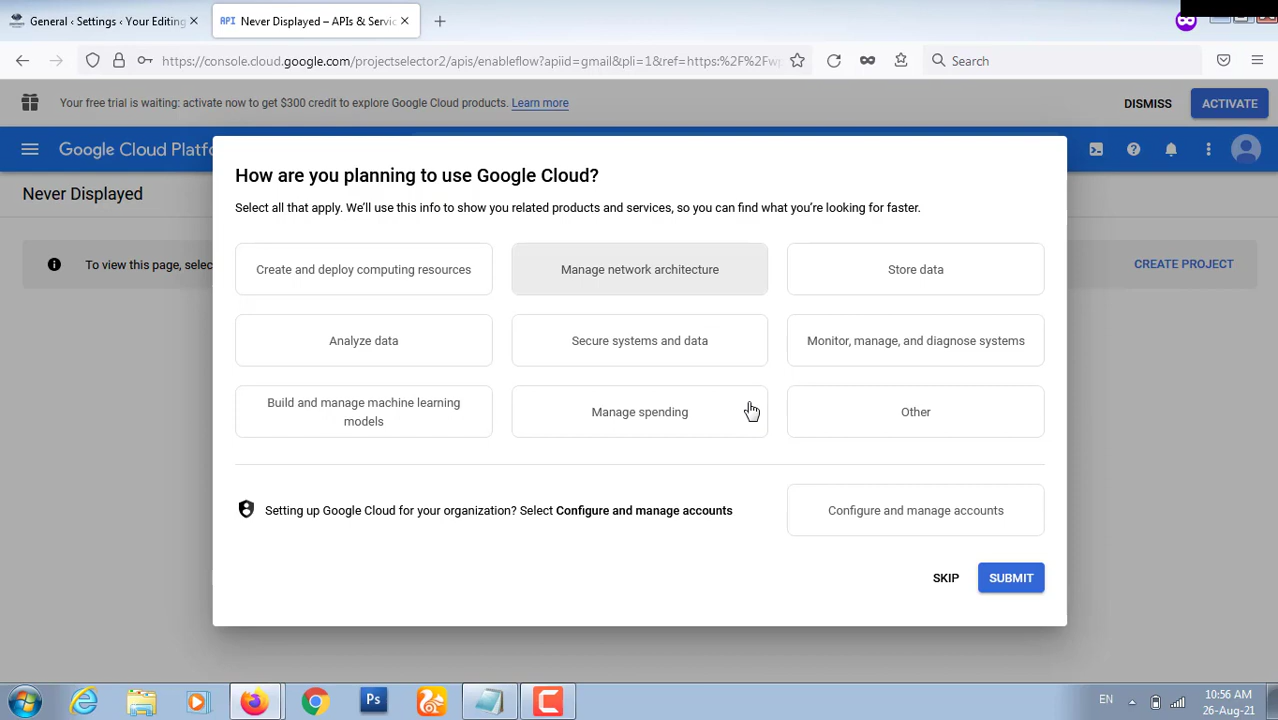 General ‹ Settings ‹ Your Editing
API Never Displayed – APIs & Servic
https://console.cloud.google.com/projectselector2/apis/enableflow?apiid=gmail&pli=1&ref=https:%2F%2Fwp
Search
Your free trial is waiting: activate now to get $300 credit to explore Google Cloud products. Learn more
DISMISS
ACTIVATE
Google Cloud Platfo
Never Displayed
To view this page, selec
CREATE PROJECT
How are you planning to use Google Cloud?
Select all that apply. We'll use this info to show you related products and services, so you can find what you're looking for faster.
Create and deploy computing resources
Manage network architecture
Store data
Analyze data
Secure systems and data
Monitor, manage, and diagnose systems
Build and manage machine learning
models
Manage spending
Other
Setting up Google Cloud for your organization? Select Configure and manage accounts
Configure and manage accounts
SKIP
SUBMIT
Ps
EN
10:56 AM
26-Aug-21